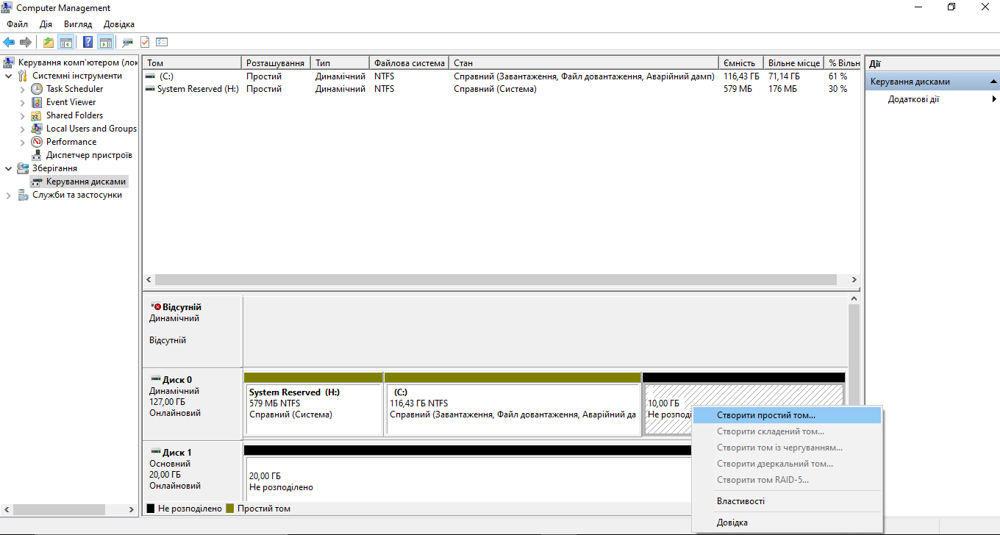 Computer Management
Файл Дія Вигляд Довідка
Керування комп'ютером (лок
Системні інструменти
Task Scheduler
Event Viewer
Shared Folders
Local Users and Groups
Performance
Диспетчер пристроїв
Зберігання
Керування дисками
Служби та застосунки
Том Розташування Тип Файлова система Стан Ємність Вільне місце % Вільн
(C:) Простий Динамічний NTFS Справний (Завантаження, Файл довантаження, Аварійний дамп) 116,43 ГБ 71,14 ГБ 61 %
System Reserved (H:) Простий Динамічний NTFS Справний (Система) 579 МБ 176 МБ 30 %
Дії
Керування дисками
Додаткові дії
Відсутній
Динамічний
Відсутній
Диск 0
Динамічний
127,00 ГБ
Онлайновий
System Reserved (H:)
579 МБ NTFS
Справний (Система)
(C:)
116,43 ГБ NTFS
Справний (Завантаження, Файл довантаження, Аварійний да
10,00 ГБ
Не розподі
Диск 1
Основний
20,00 ГБ
Онлайновий
20,00 ГБ
Не розподілено
Не розподілено Простий том
Створити простий том...
Створити складений том...
Створити том із чергуванням...
Створити дзеркальний том...
Створити том RAID-5...
Властивості
Довідка